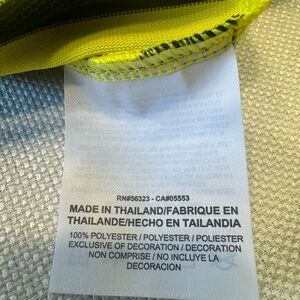 RN#56323 - CA#05553
MADE IN THAILAND/FABRIQUE EN
THAILANDE/HECHO EN TAILANDIA
100% POLYESTER / POLYESTER / POLIESTER
EXCLUSIVE OF DECORATION / DECORATION
NON COMPRISE / NO INCLUYE LA
DECORACION